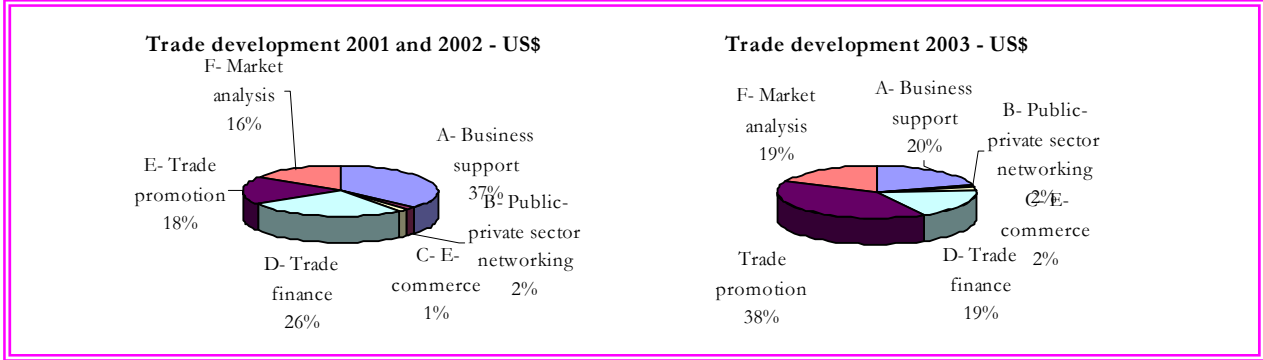 Trade development 2001 and 2002 - US$
F- Market
analysis
16%
A- Business
support
37%
B- Public-
private sector
networking
2%
C- E-
commerce
1%
D- Trade
finance
26%
E- Trade
promotion
18%
Trade development 2003 - US$
F- Market
analysis
19%
A- Business
support
20%
B- Public-
private sector
networking
2%
C- E-
commerce
2%
D- Trade
finance
19%
Trade
promotion
38%